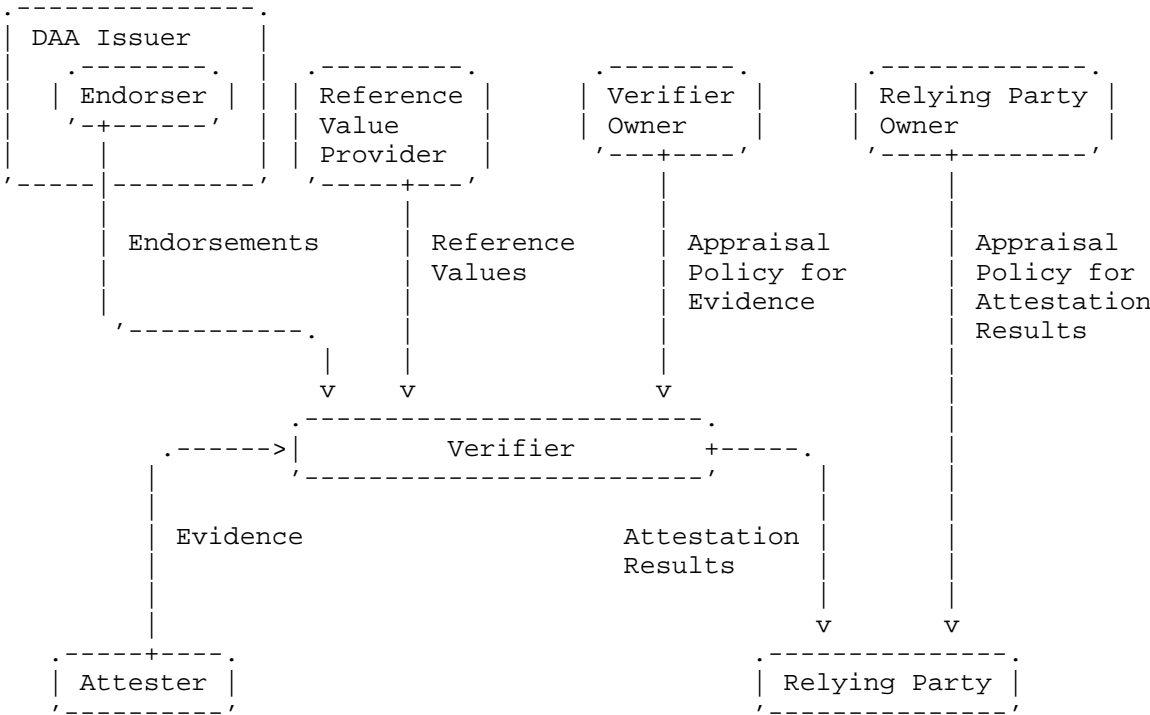 DAA Issuer
Endorser
Reference
Value
Provider
Verifier
Owner
Relying Party
Owner
Endorsements
Reference
Values
Appraisal
Policy for
Evidence
Appraisal
Policy for
Attestation
Results
Verifier
Evidence
Attestation
Results
Attester
Relying Party